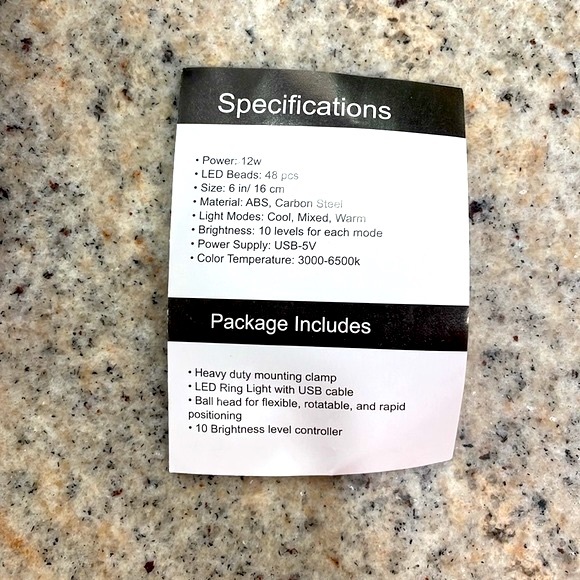 Specifications
• Power: 12w
• LED Beads: 48 pcs
• Size: 6 in/ 16 cm
• Material: ABS, Carbon Steel
• Light Modes: Cool, Mixed, Warm
• Brightness: 10 levels for each mode
• Power Supply: USB-5V
• Color Temperature: 3000-6500k
Package Includes
• Heavy duty mounting clamp
• LED Ring Light with USB cable
• Ball head for flexible, rotatable, and rapid
positioning
• 10 Brightness level controller